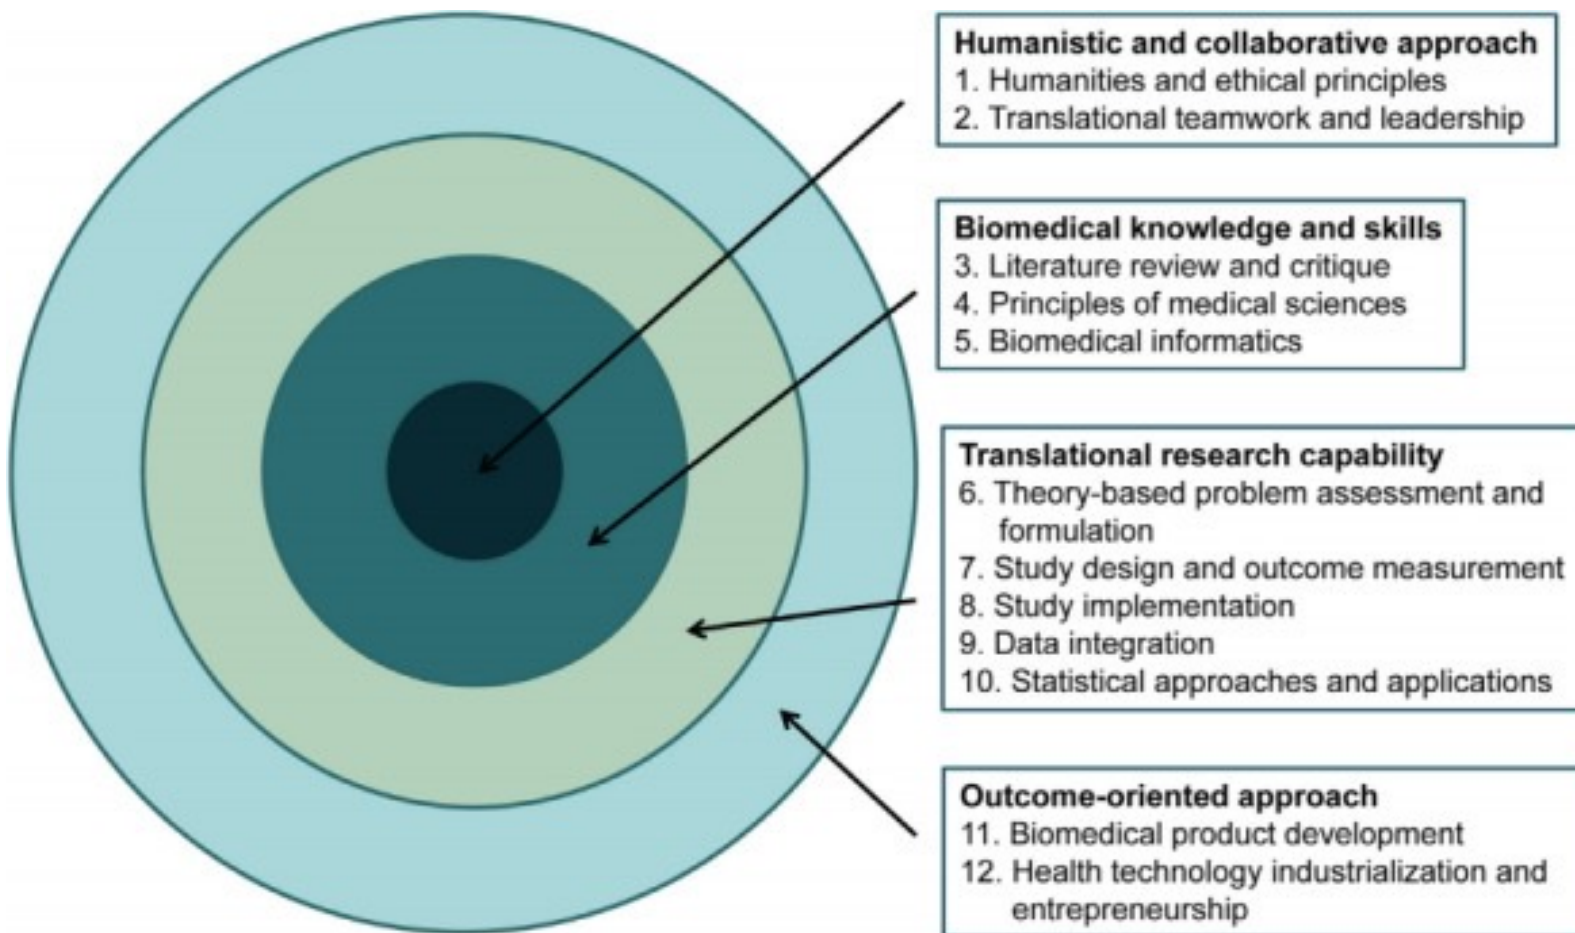 Humanistic and collaborative approach
1. Humanities and ethical principles
2. Translational teamwork and leadership
Biomedical knowledge and skills
3. Literature review and critique
4. Principles of medical sciences
5. Biomedical informatics
Translational research capability
6. Theory-based problem assessment and
formulation
7. Study design and outcome measurement
8. Study implementation
9. Data integration
10. Statistical approaches and applications
Outcome-oriented approach
11. Biomedical product development
12. Health technology industrialization and
entrepreneurship